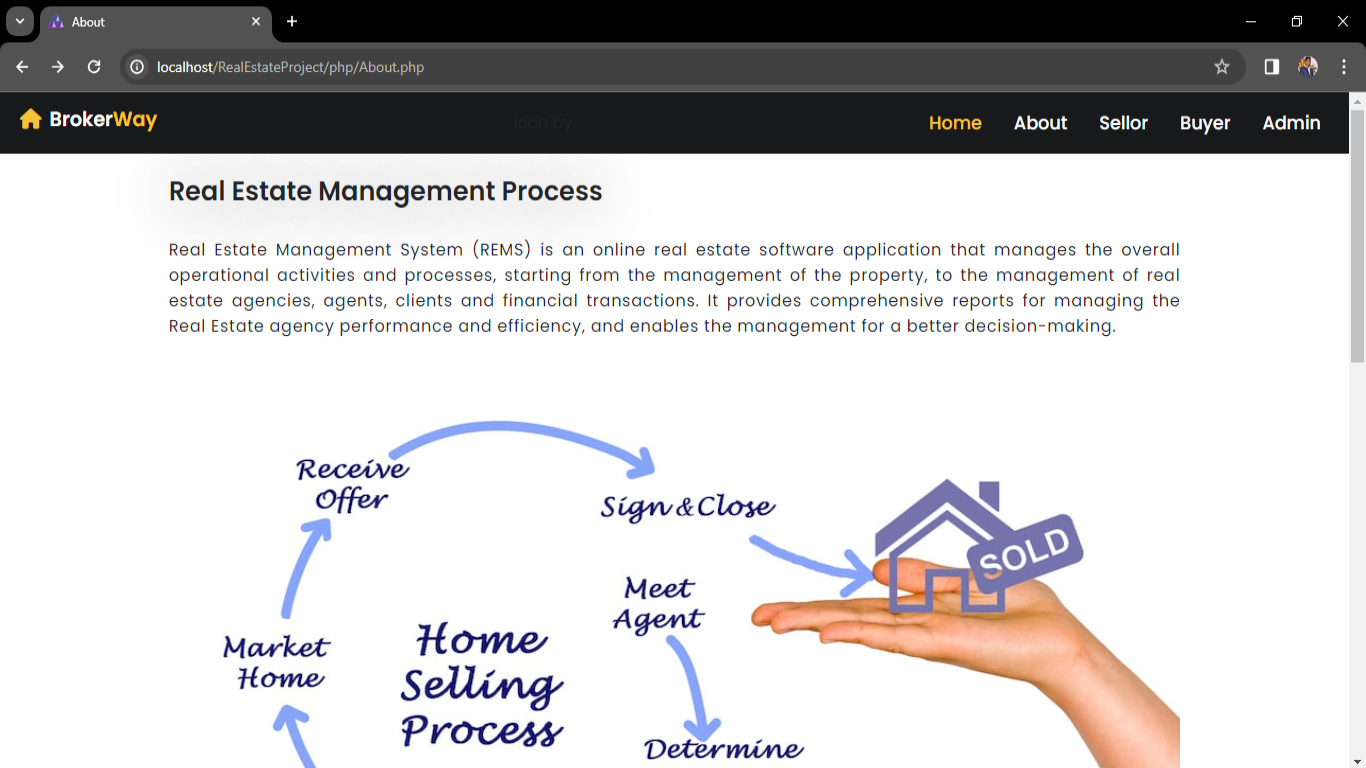 About
localhost/RealEstateProject/php/About.php
BrokerWay
icon by
Home About Sellor Buyer Admin
Real Estate Management Process
Real Estate Management System (REMS) is an online real estate software application that manages the overall
operational activities and processes, starting from the management of the property, to the management of real
estate agencies, agents, clients and financial transactions. It provides comprehensive reports for managing the
Real Estate agency performance and efficiency, and enables the management for a better decision-making.
Receive
Offer
Sign & Close
SOLD
Meet
Agent
Market
Home
Home
Selling
Process
Determine